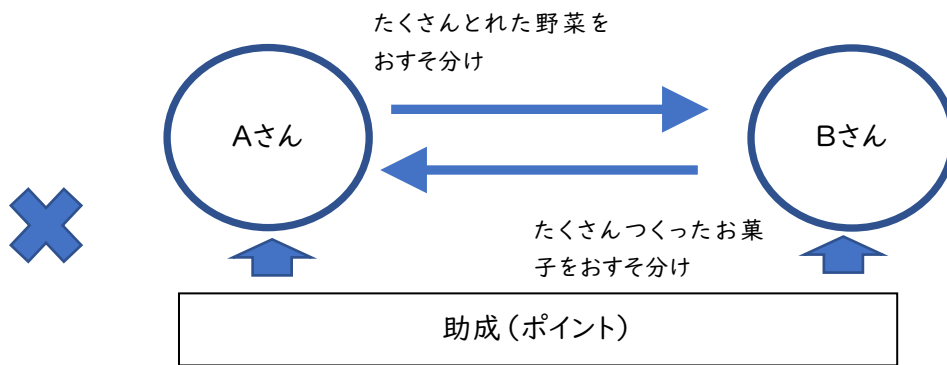 たくさんとれた野菜を
おすそ分け
Aさん
Bさん
たくさんつくったお菓
子をおすそ分け
助成(ポイント)